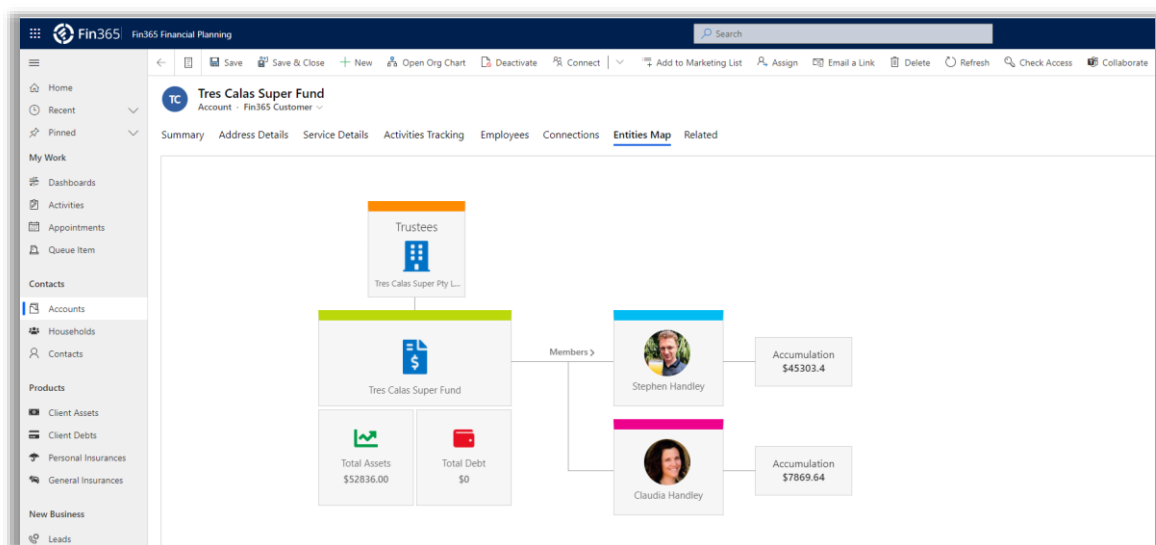 Fin365 Fin365 Financial Planning Search
Save Save & Close New Open Org Chart Deactivate Connect Add to Marketing List Assign Email a Link Delete Refresh Check Access Collaborate
TC Tres Calas Super Fund
Account · Fin365 Customer
Summary Address Details Service Details Activities Tracking Employees Connections Entities Map Related
Home
Recent
Pinned
My Work
Dashboards
Activities
Appointments
Queue Item
Contacts
Accounts
Households
Contacts
Products
Client Assets
Client Debts
Personal Insurances
General Insurances
New Business
Leads
Trustees
Tres Calas Super Pty L...
Tres Calas Super Fund
Total Assets
$52836.00
Total Debt
$0
Members
Stephen Handley
Accumulation
$45303.4
Claudia Handley
Accumulation
$7869.64